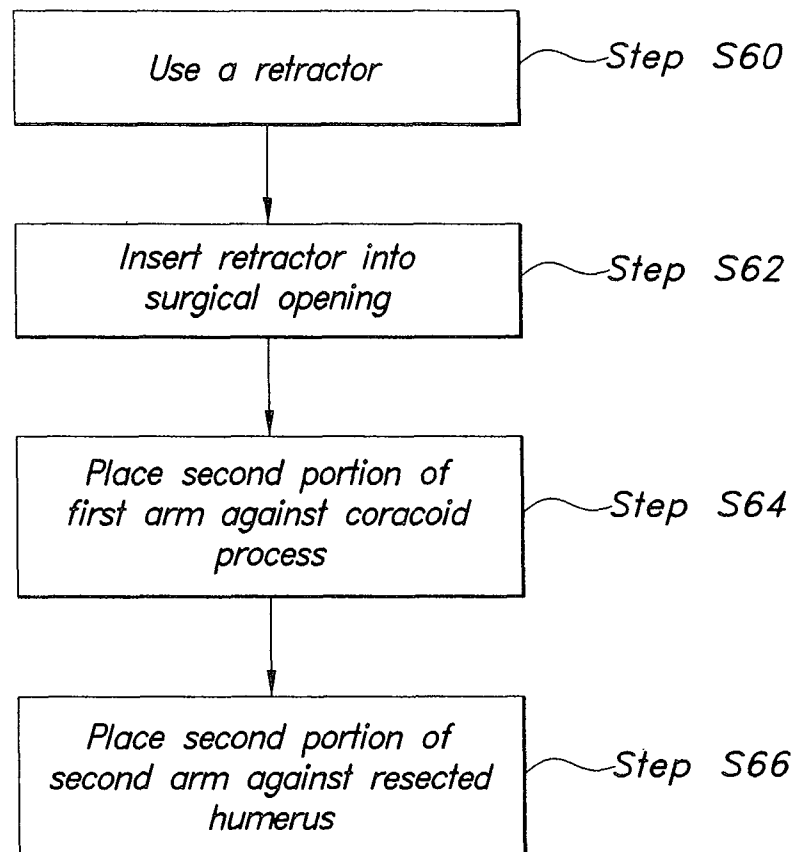 Use a retractor
Step S60
Insert retractor into
surgical opening
Step S62
Place second portion of
first arm against coracoid
process
Step S64
Place second portion of
second arm against resected
humerus
Step S66